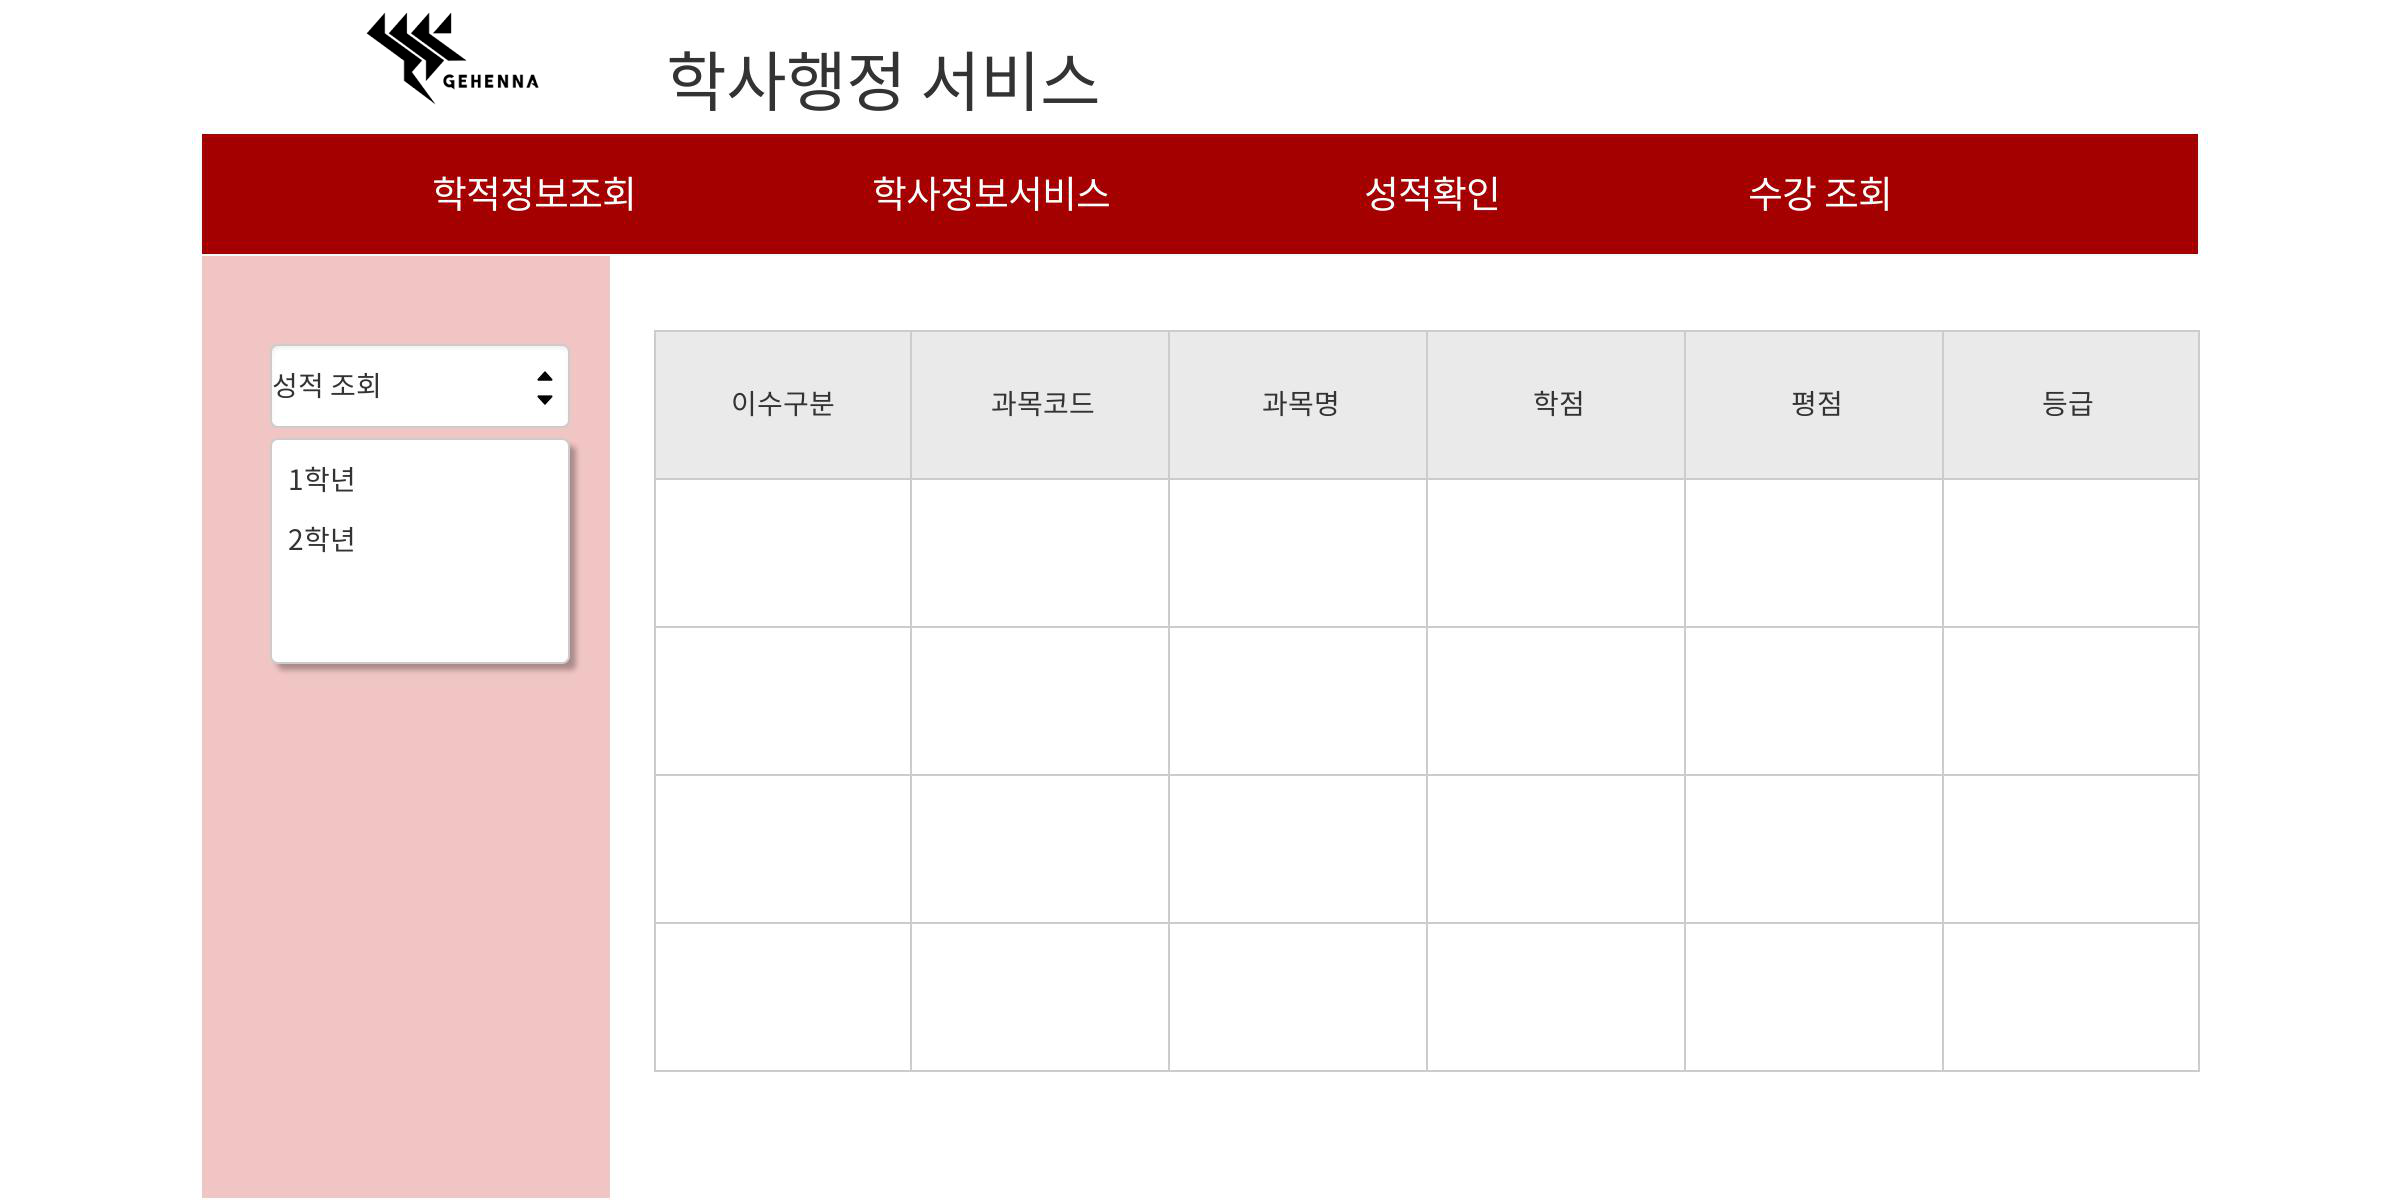 GEHENNA
학사행정 서비스
학적정보조회 학사정보서비스 성적확인 수강 조회
성적 조회
1학년
2학년
이수구분 과목코드 과목명 학점 평점 등급